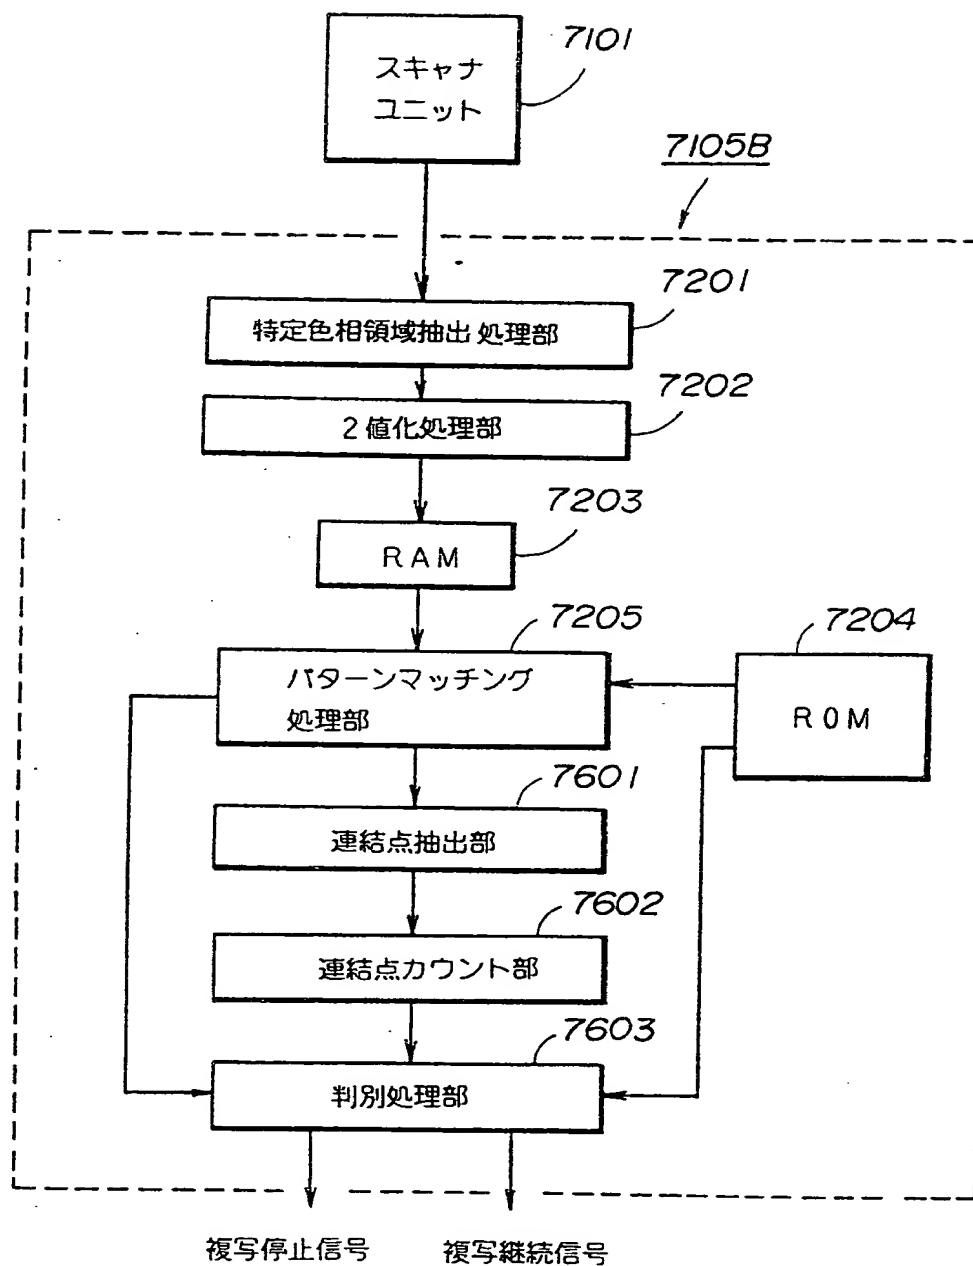 7101
スキャナ
ユニット
7105B
7201
特定色相領域抽出処理部
7202
2値化処理部
7203
RAM
7205
7204
パターンマッチング
処理部
ROM
7601
連結点抽出部
7602
連結点カウント部
7603
判別処理部
複写停止信号
複写継続信号